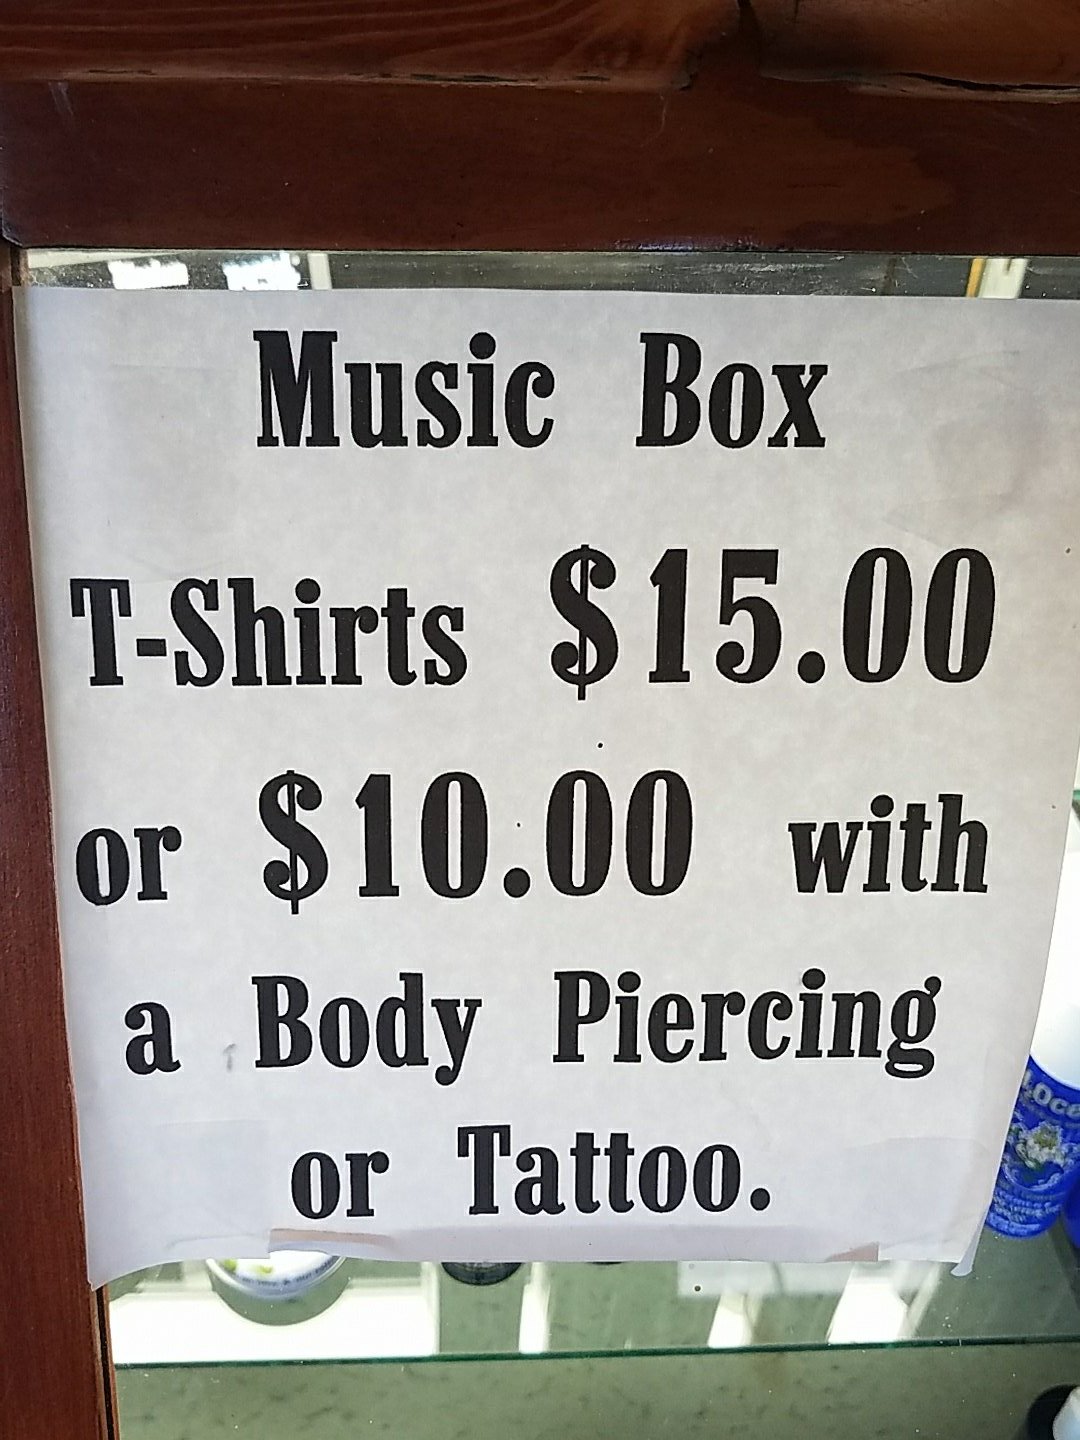 Music Box
T-Shirts $15.00
or $10.00 with
a Body Piercing
or Tattoo.